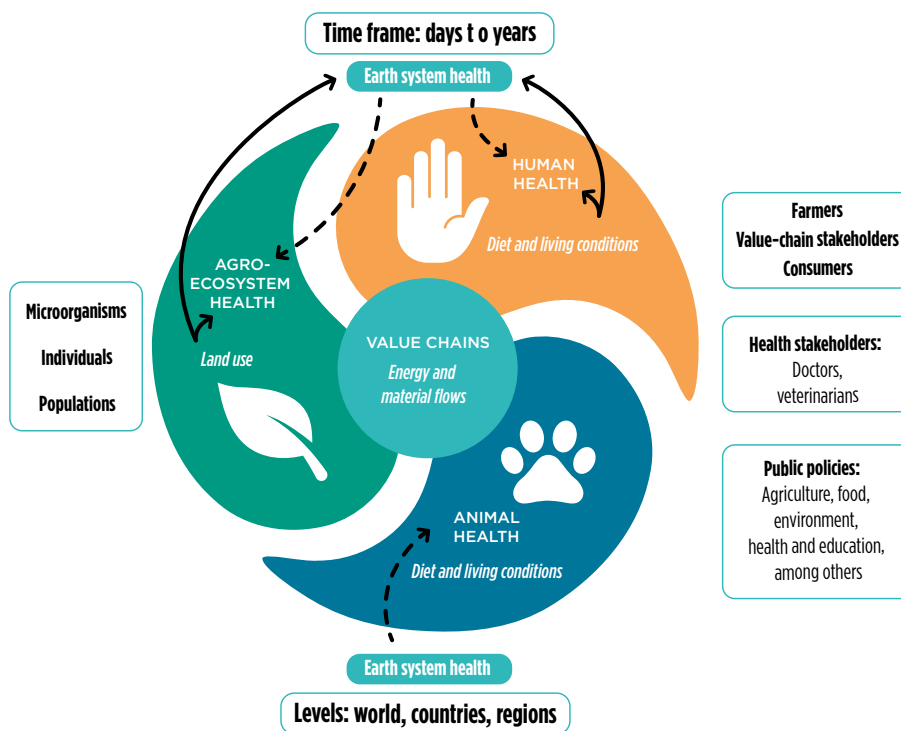 Time frame: days t o years
Earth system health
HUMAN
HEALTH
Diet and living conditions
AGRO-
ECOSYSTEM
HEALTH
Land use
VALUE CHAINS
Energy and
material flows
ANIMAL
HEALTH
Diet and living conditions
Microorganisms
Individuals
Populations
Farmers
Value-chain stakeholders
Consumers
Health stakeholders:
Doctors,
veterinarians
Public policies:
Agriculture, food,
environment,
health and education,
among others
Earth system health
Levels: world, countries, regions